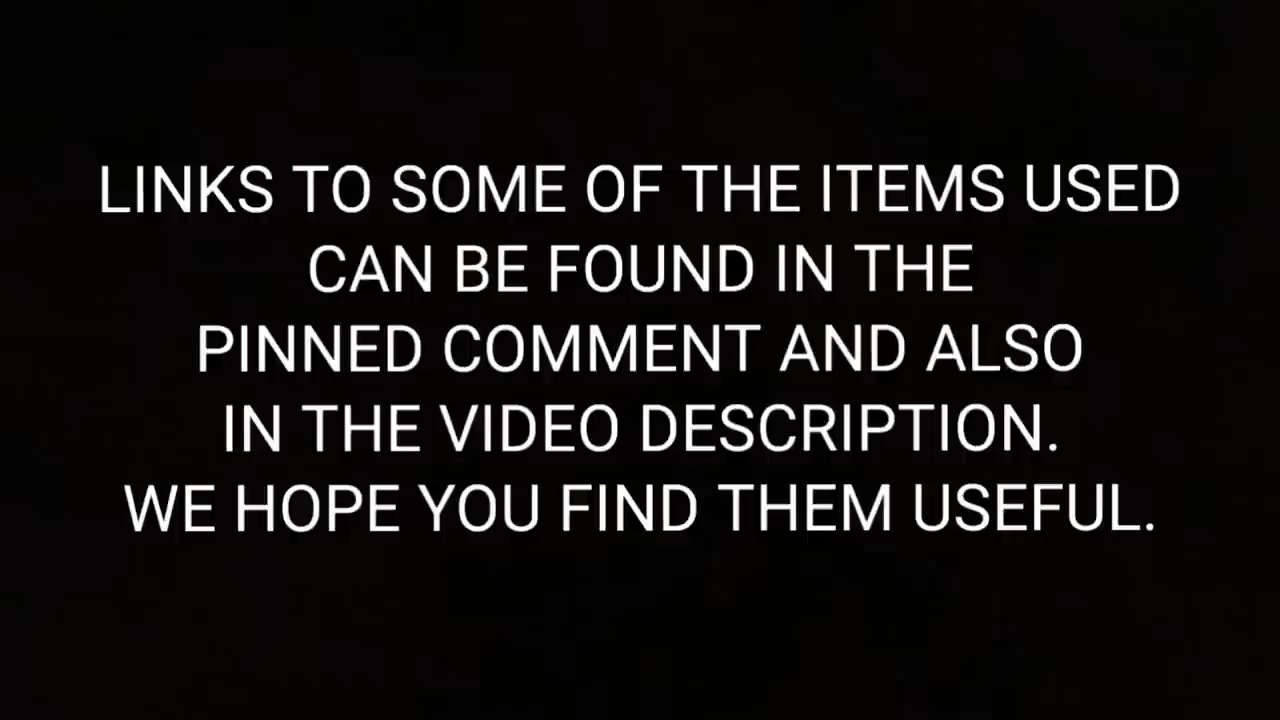 LINKS TO SOME OF THE ITEMS USED
CAN BE FOUND IN THE
PINNED COMMENT AND ALSO
IN THE VIDEO DESCRIPTION.
WE HOPE YOU FIND THEM USEFUL.